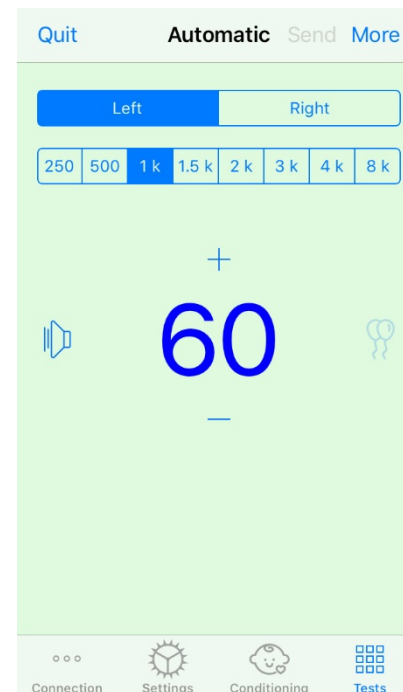 Quit Automatic Send More
Left Right
250 500 1 k 1.5 k 2 k 3 k 4 k 8 k
+
60
−
Connection Settings Conditioning Tests